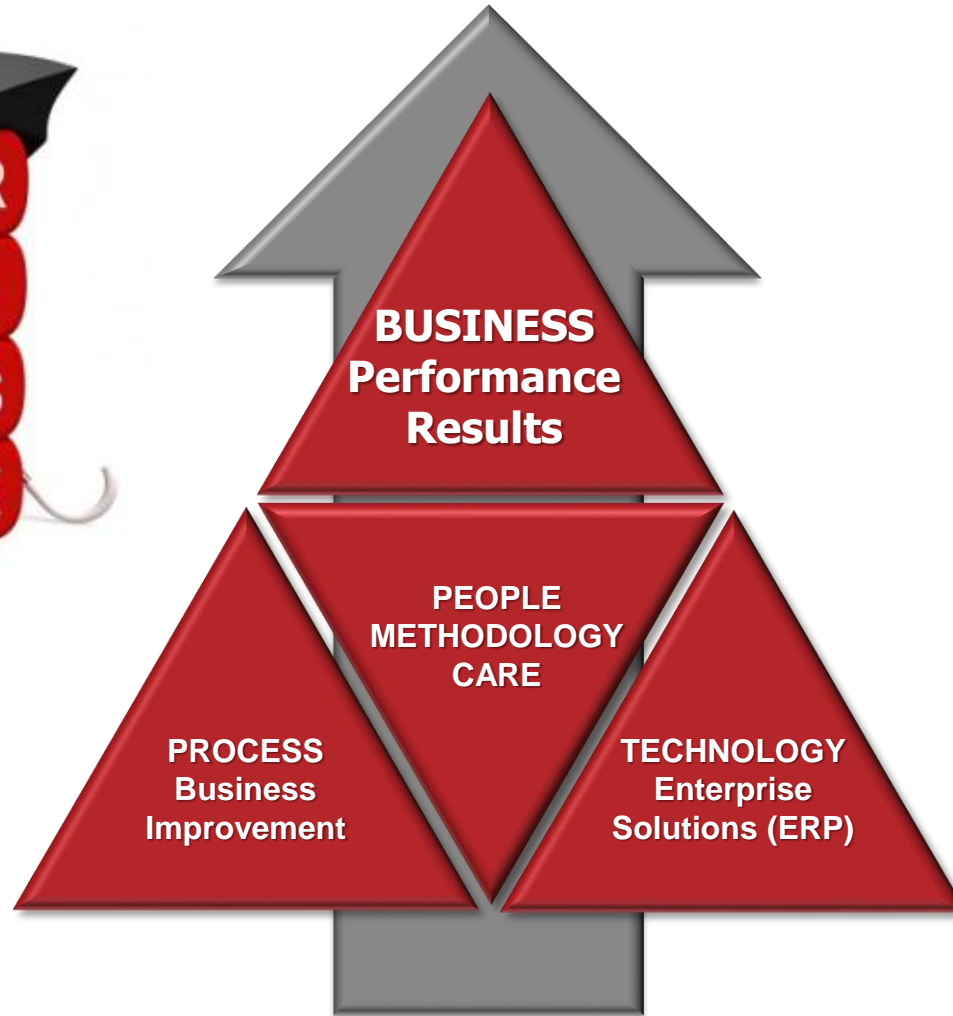 BUSINESS
Performance
Results
PEOPLE
METHODOLOGY
CARE
PROCESS
Business
Improvement
TECHNOLOGY
Enterprise
Solutions (ERP)